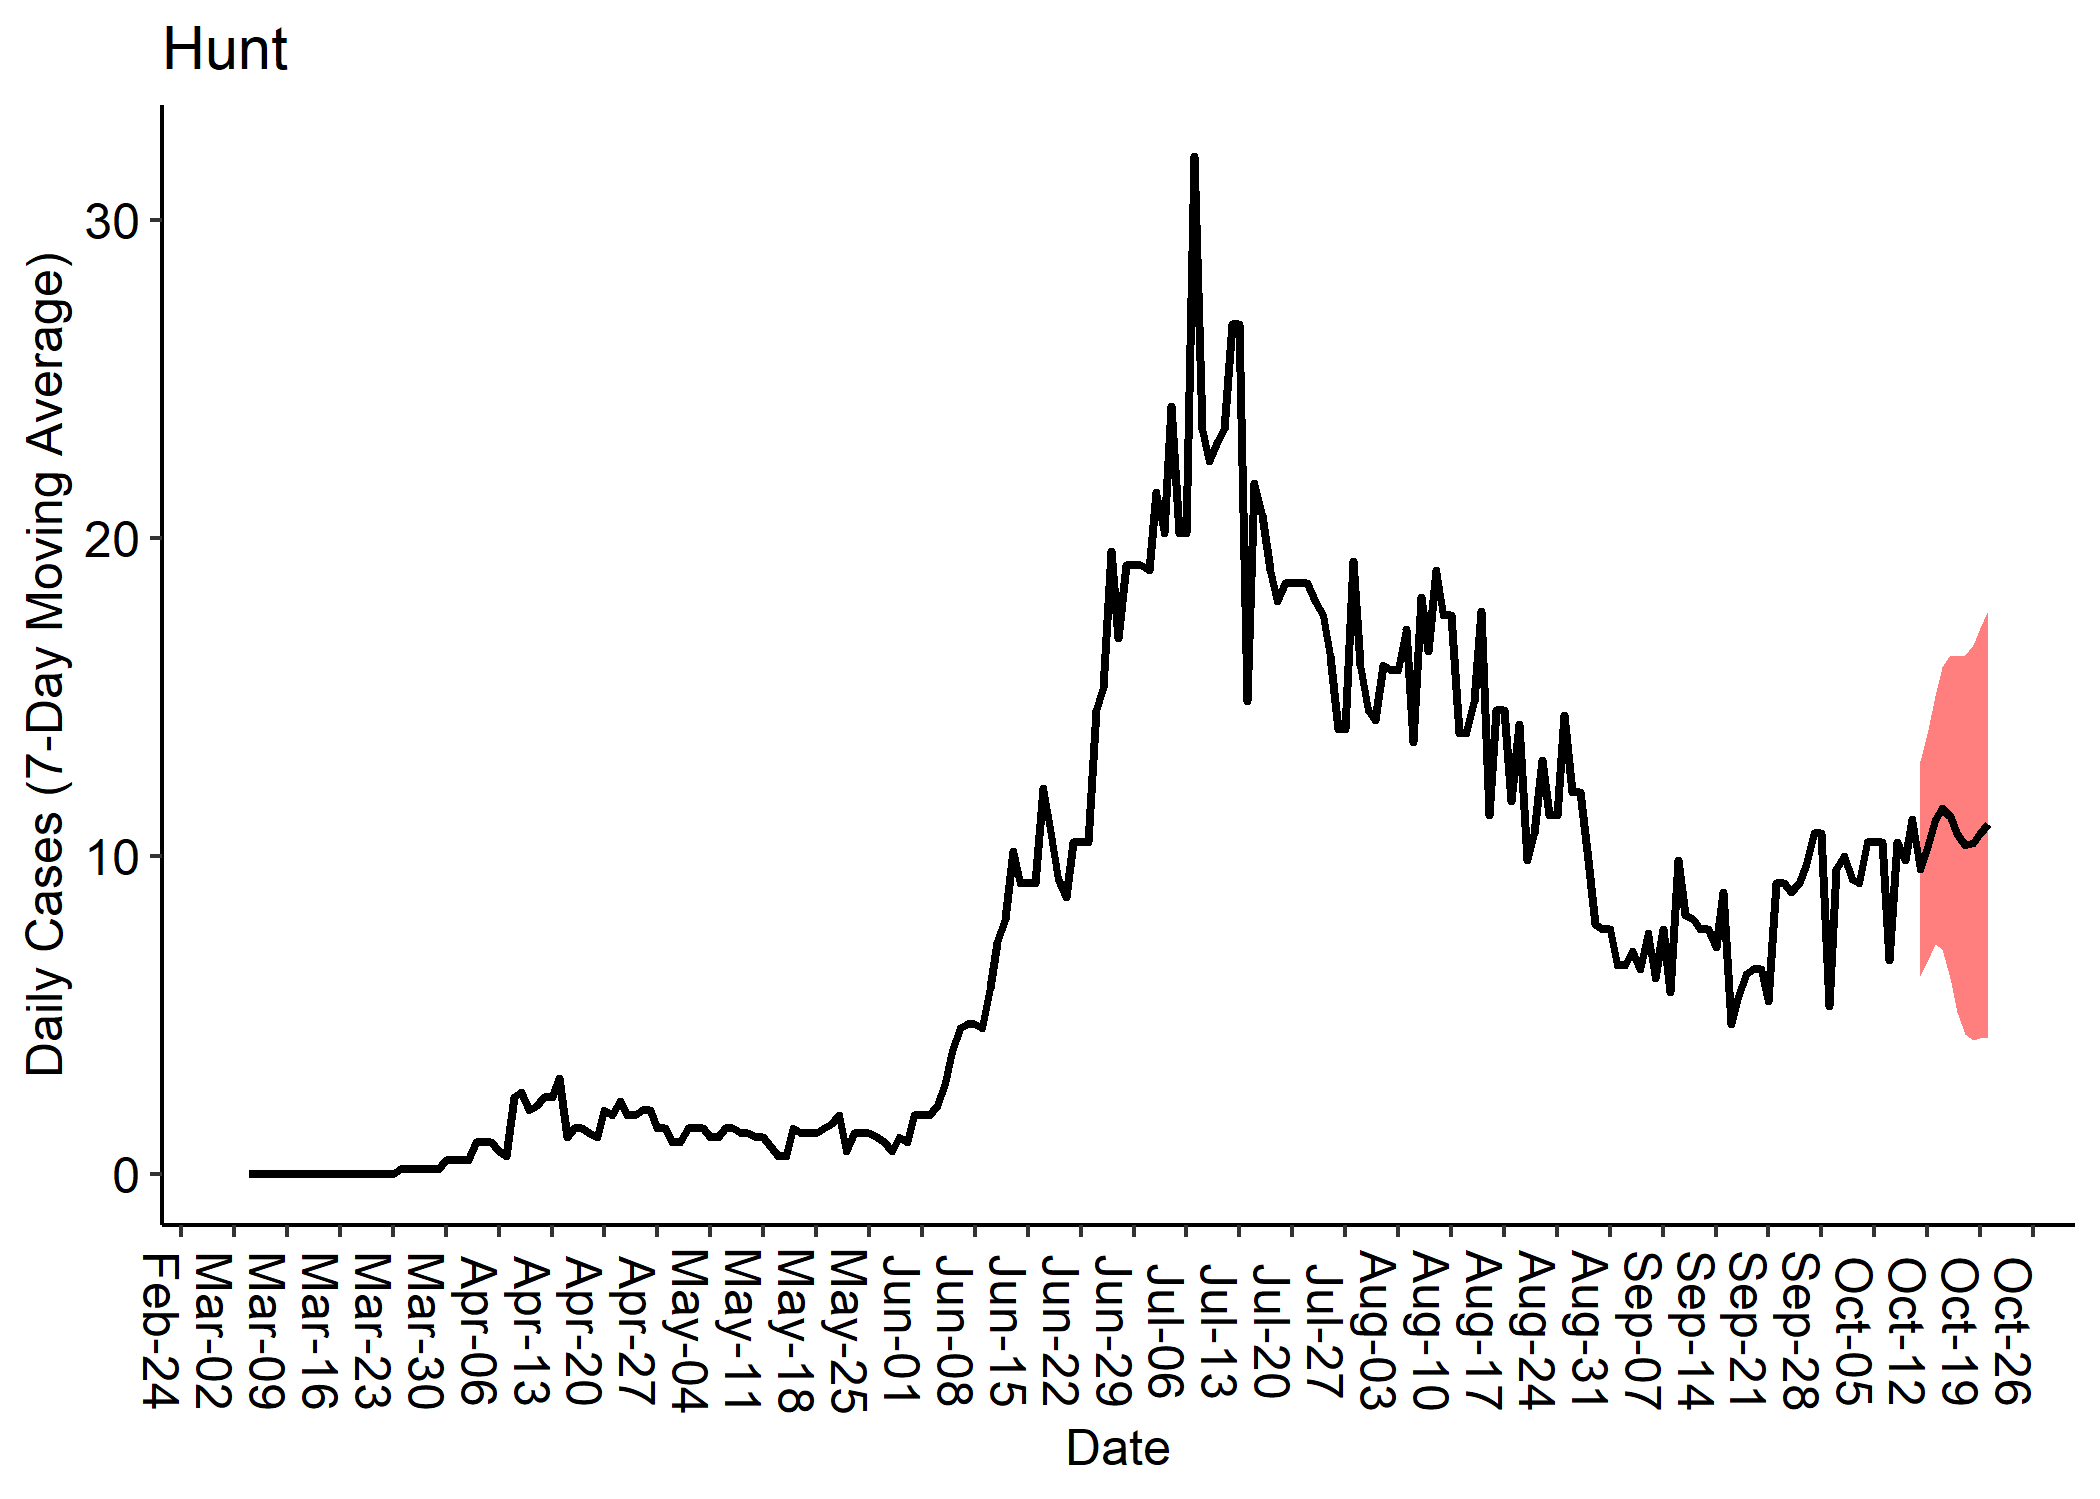 Hunt
Daily Cases (7-Day Moving Average)
30
20
10
0
Feb-24
Mar-02
Mar-09
Mar-16
Mar-23
Mar-30
Apr-06
Apr-13
Apr-20
Apr-27
May-04
May-11
May-18
May-25
Jun-01
Jun-08
Jun-15
Jun-22
Jun-29
Jul-06
Jul-13
Jul-20
Jul-27
Aug-03
Aug-10
Aug-17
Aug-24
Aug-31
Sep-07
Sep-14
Sep-21
Sep-28
Oct-05
Oct-12
Oct-19
Oct-26
Date